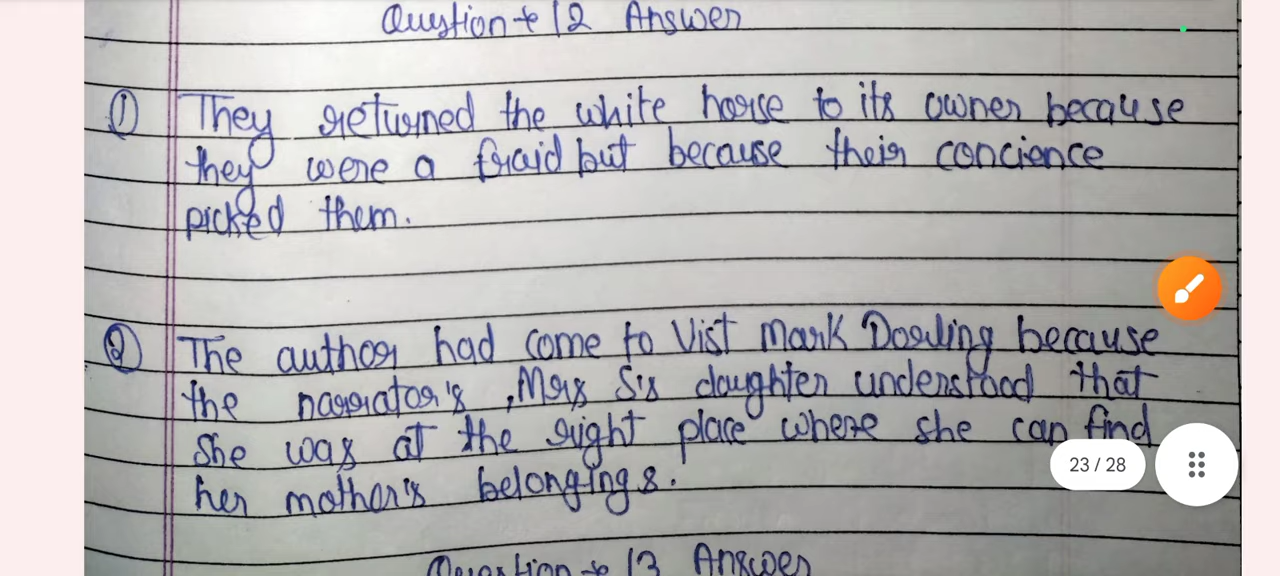 Question → 12 Answer
① They returned the white horse to its owner because
they were a fraid but because their concience
picked them.
② The author had come to Vist Mark Dorling because
the narrator's , Mrs S's daughter understood that
She was at the right place where she can find
her mother's belongings.
23 / 28
Question → 13 Answer